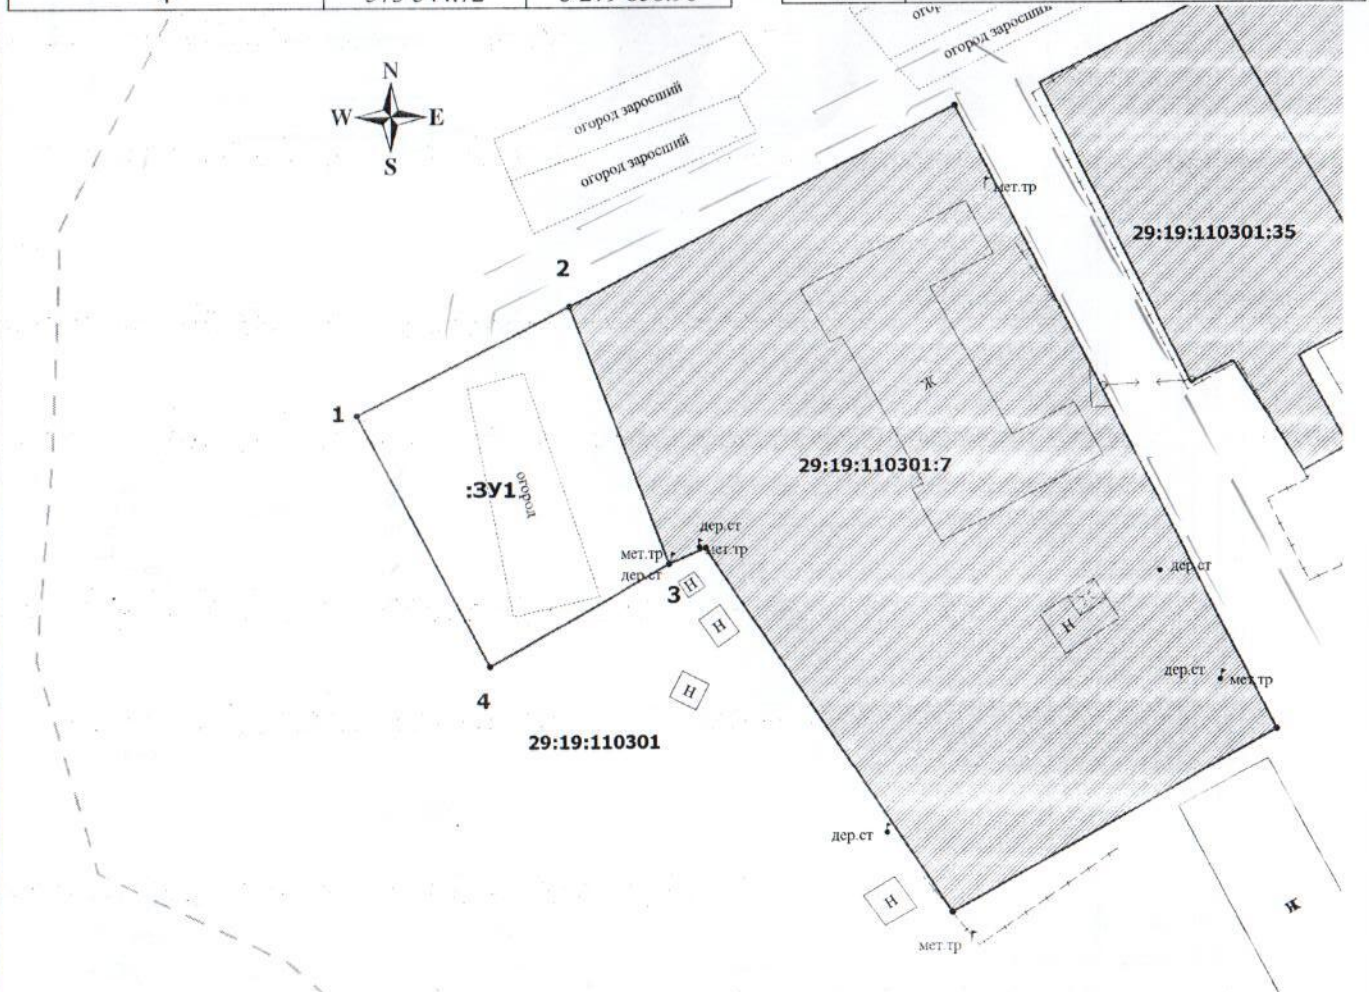 огород заросший
N
W E
S
огород заросший
огород заросший
мет.тр
29:19:110301:35
2
1
Ж
29:19:110301:7
:ЗУ1
огород
дер.ст
мет.тр
мет.тр
дер.ст
3
Н
дер.ст
Н
Н
дер.ст
мет.тр
Н
4
29:19:110301
дер.ст
Н
Ж
мет.тр